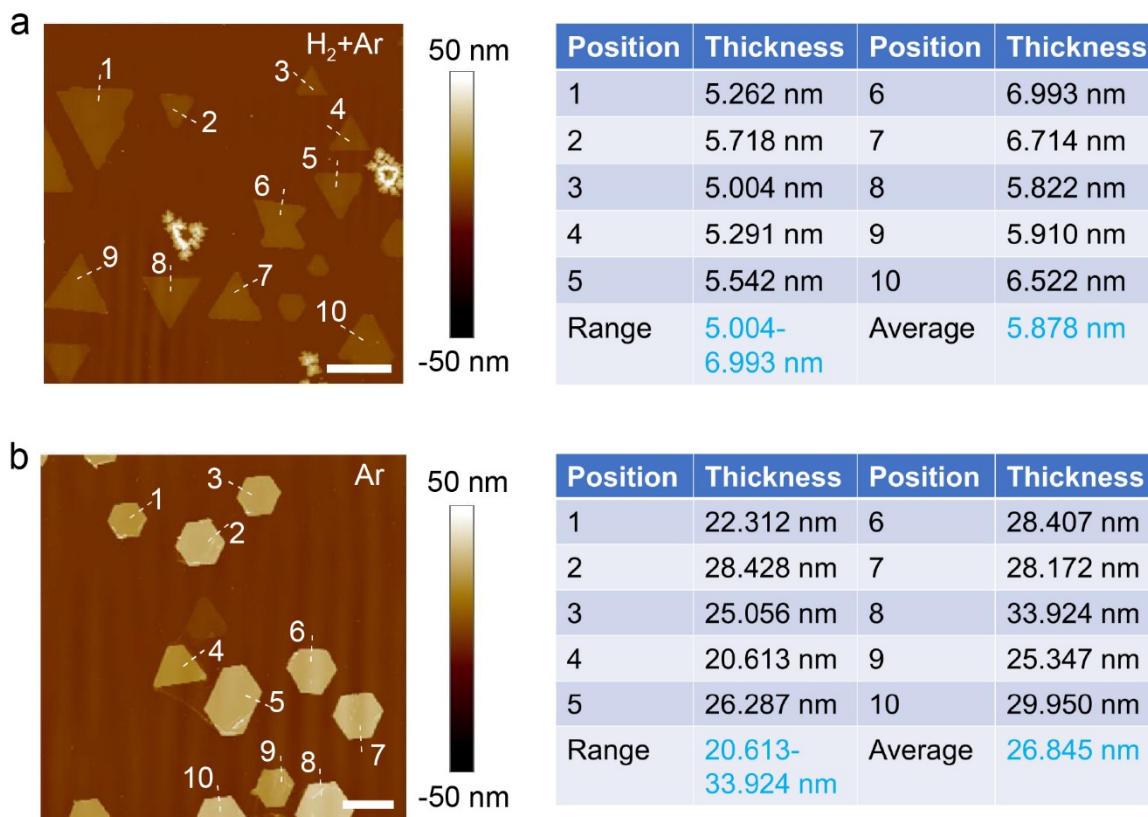 a
H₂+Ar
1
2
3
4
5
6
7
8
9
10
50 nm
-50 nm
Position Thickness Position Thickness
1 5.262 nm 6 6.993 nm
2 5.718 nm 7 6.714 nm
3 5.004 nm 8 5.822 nm
4 5.291 nm 9 5.910 nm
5 5.542 nm 10 6.522 nm
Range 5.004- Average 5.878 nm
6.993 nm
b
Ar
1
2
3
4
5
6
7
8
9
10
50 nm
-50 nm
Position Thickness Position Thickness
1 22.312 nm 6 28.407 nm
2 28.428 nm 7 28.172 nm
3 25.056 nm 8 33.924 nm
4 20.613 nm 9 25.347 nm
5 26.287 nm 10 29.950 nm
Range 20.613- Average 26.845 nm
33.924 nm